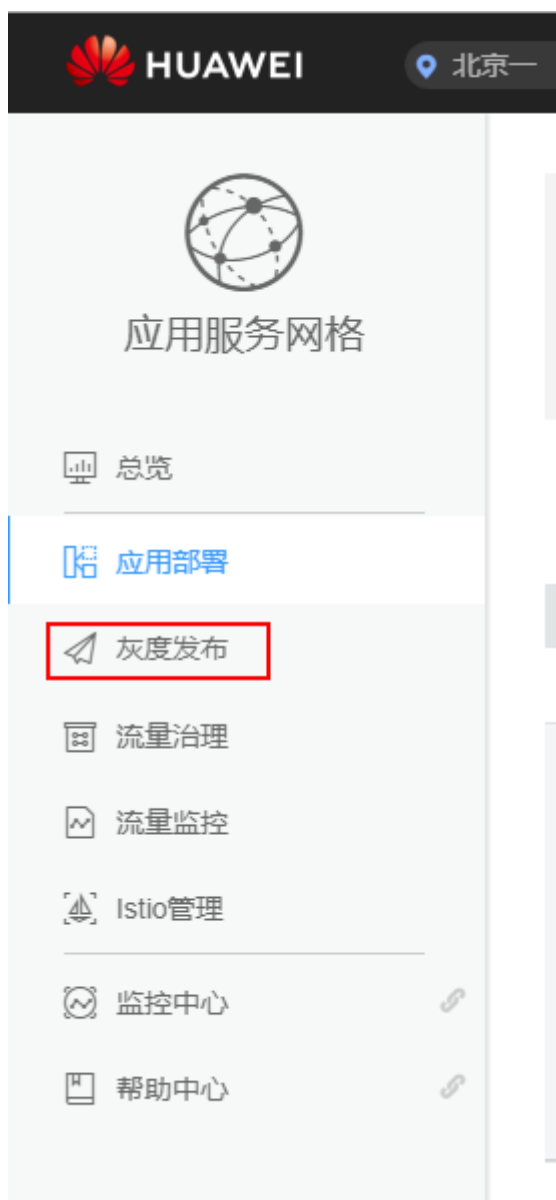 HUAWEI 北京一
应用服务网格
总览
应用部署
灰度发布
流量治理
流量监控
Istio管理
监控中心
帮助中心